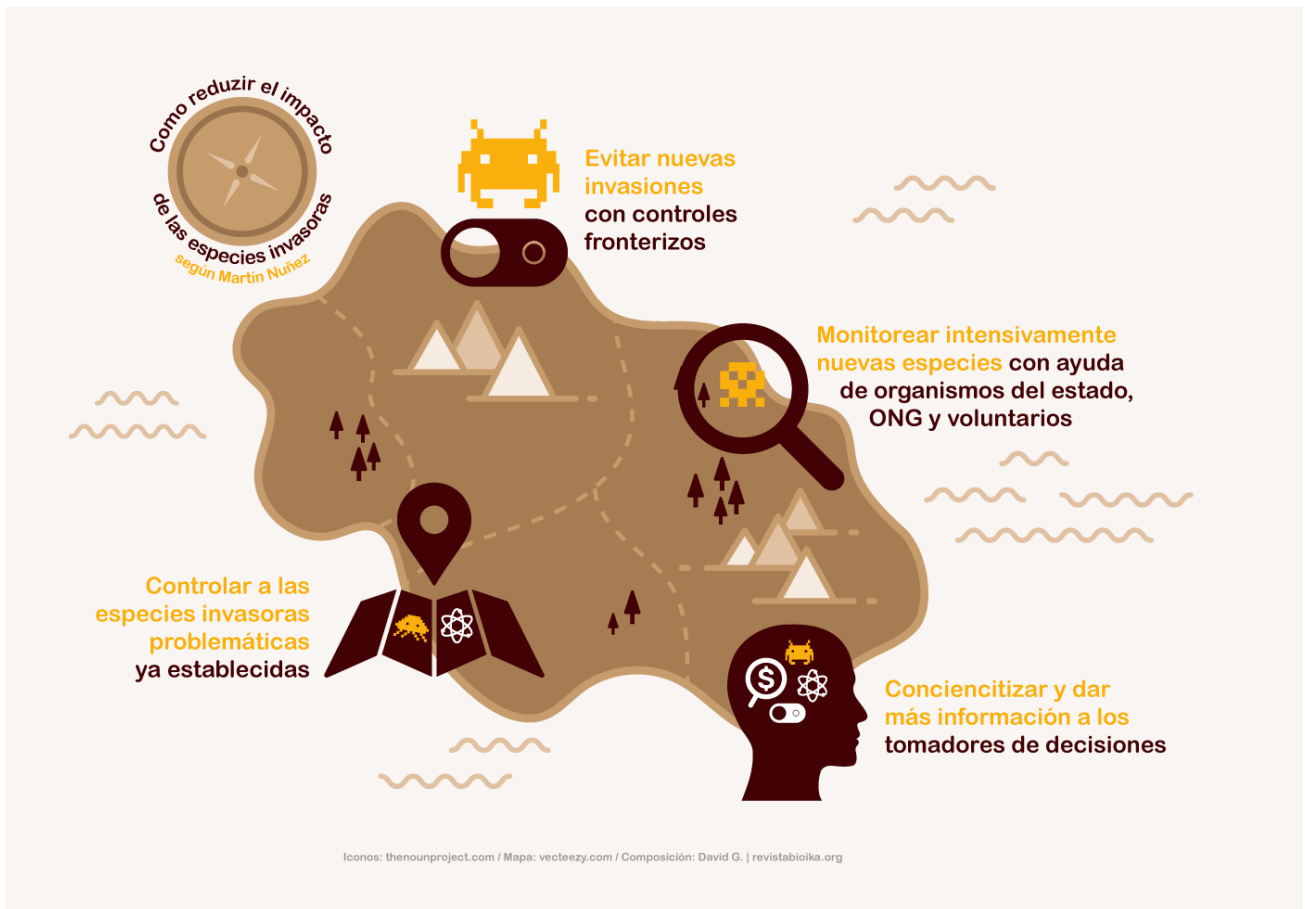 Como reduzir el impacto
de las especies invasoras
según Martín Nuñez
Evitar nuevas
invasiones
con controles
fronterizos
Monitorear intensivamente
nuevas especies con ayuda
de organismos del estado,
ONG y voluntarios
Controlar a las
especies invasoras
problemáticas
ya establecidas
$
Conciencitizar y dar
más información a los
tomadores de decisiones
Iconos: thenounproject.com / Mapa: vecteezy.com / Composición: David G. | revistabioika.org